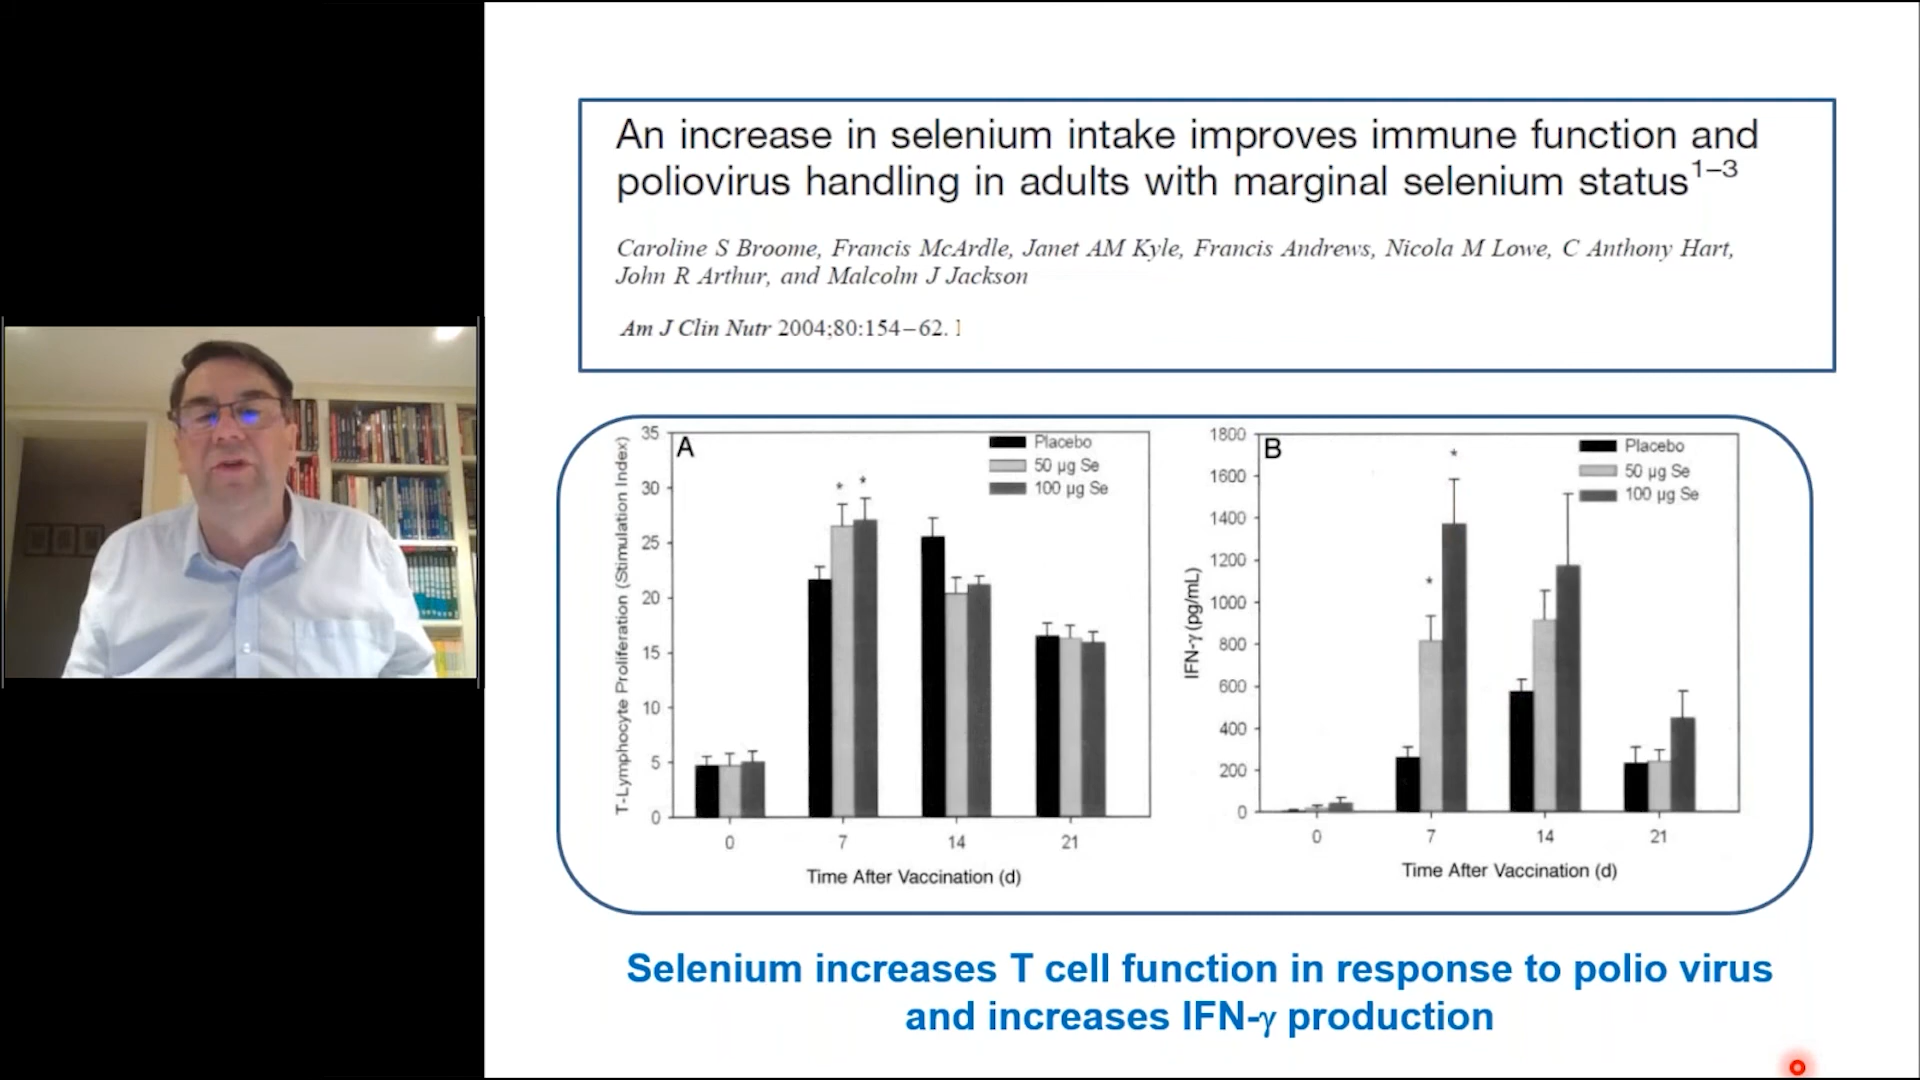 An increase in selenium intake improves immune function and
poliovirus handling in adults with marginal selenium status1–3
Caroline S Broome, Francis McArdle, Janet AM Kyle, Francis Andrews, Nicola M Lowe, C Anthony Hart,
John R Arthur, and Malcolm J Jackson
Am J Clin Nutr 2004;80:154–62.
A
Placebo
50 µg Se
100 µg Se
T-Lymphocyte Proliferation (Stimulation Index)
35
30
25
20
15
10
5
0
* *
0 7 14 21
Time After Vaccination (d)
B
Placebo
50 µg Se
100 µg Se
IFN-γ (pg/mL)
1800
1600
1400
1200
1000
800
600
400
200
0
*
*
0 7 14 21
Time After Vaccination (d)
Selenium increases T cell function in response to polio virus
and increases IFN-γ production